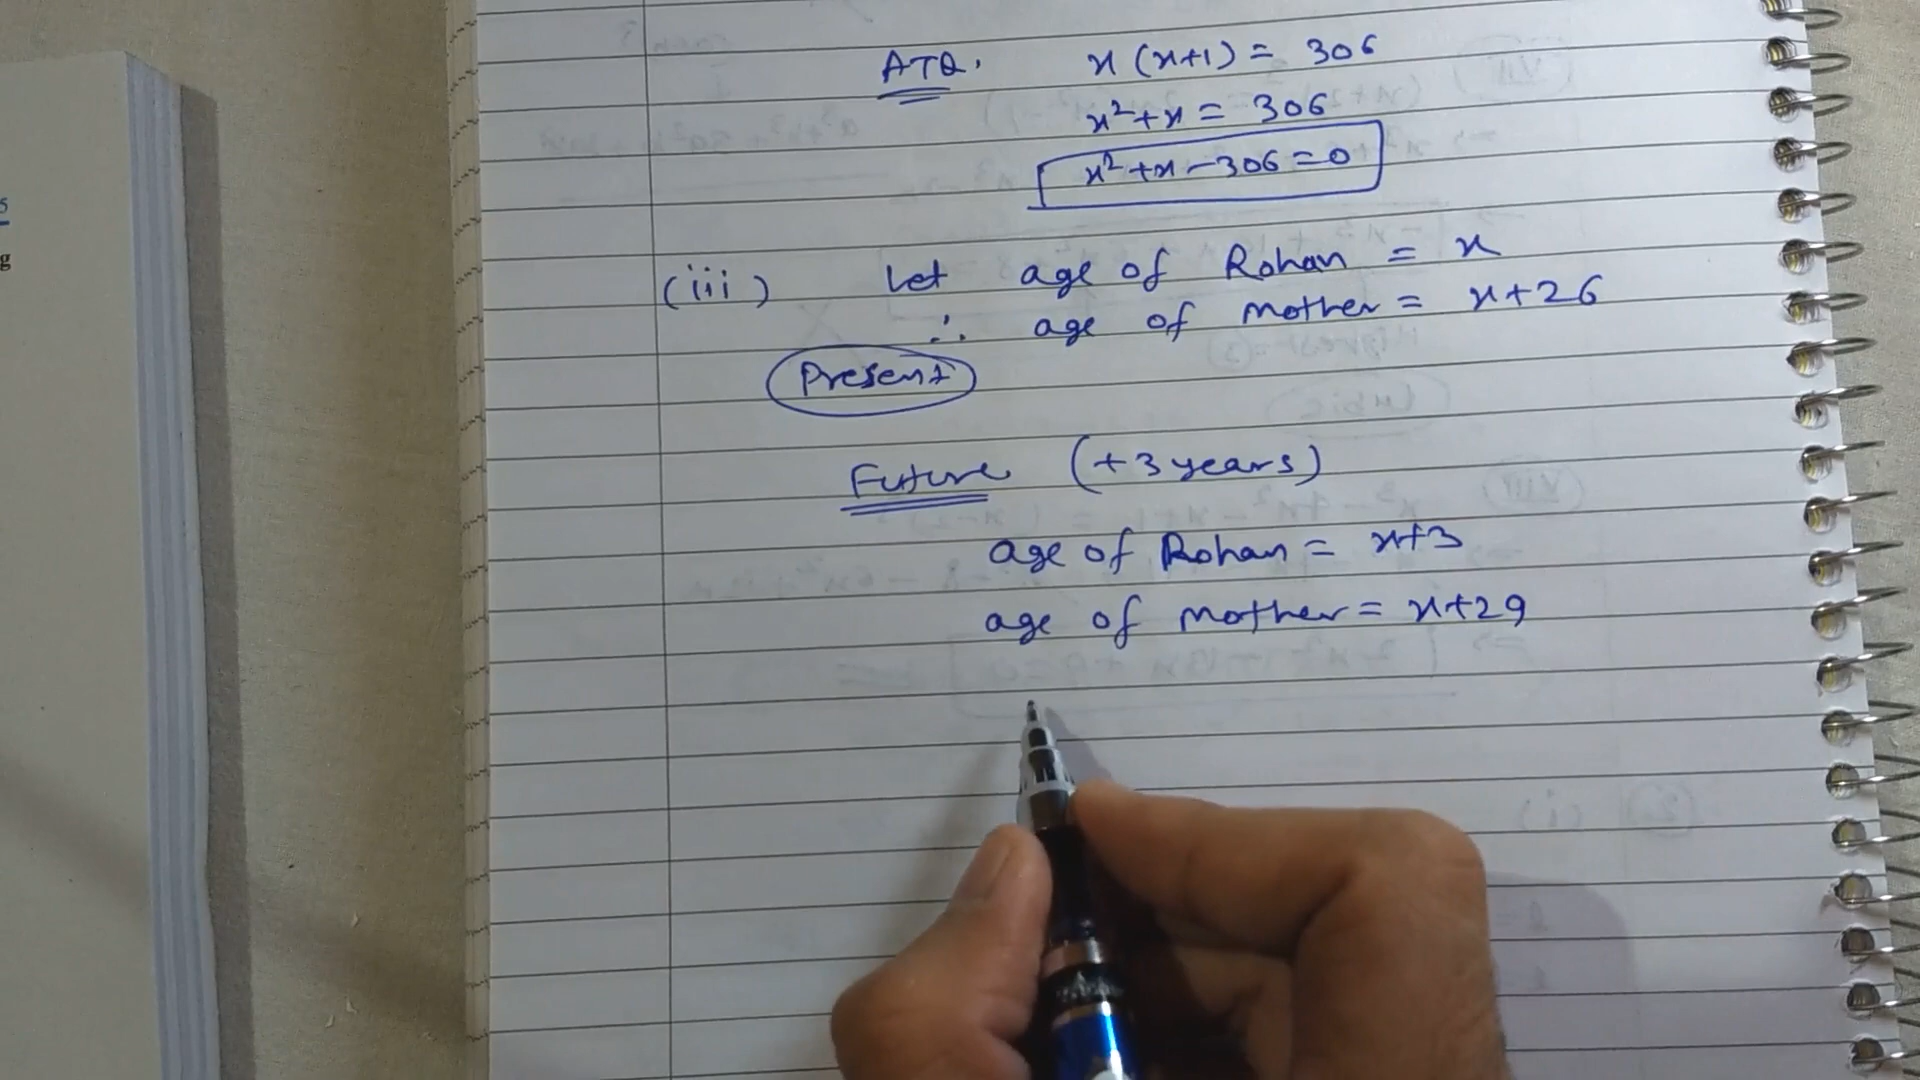 ATQ. x(x+1) = 306
x²+x = 306
x²+x-306=0
(iii) Let age of Rohan = x
∴ age of mother = x+26
Present
Future (+3 years)
age of Rohan = x+3
age of mother = x+29
5
g